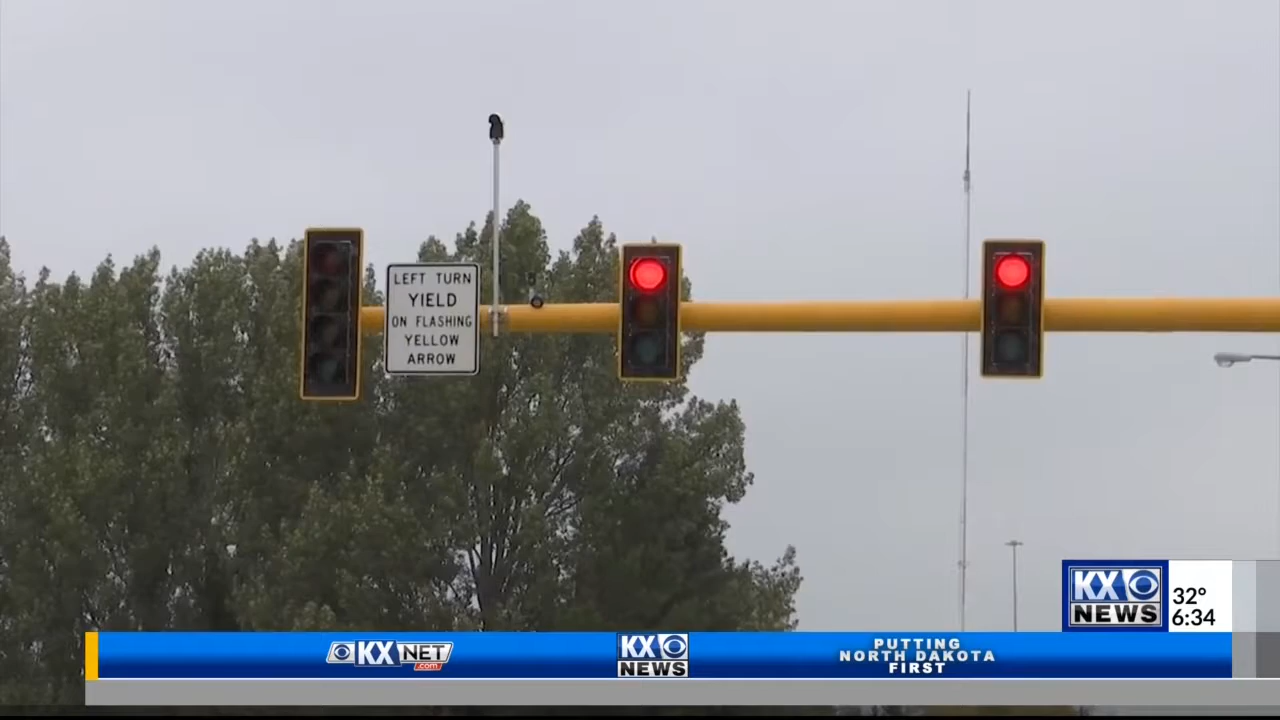 LEFT TURN
YIELD
ON FLASHING
YELLOW
ARROW
KX
NEWS
32°
6:34
KX NET
.com
KX
NEWS
PUTTING
NORTH DAKOTA
FIRST